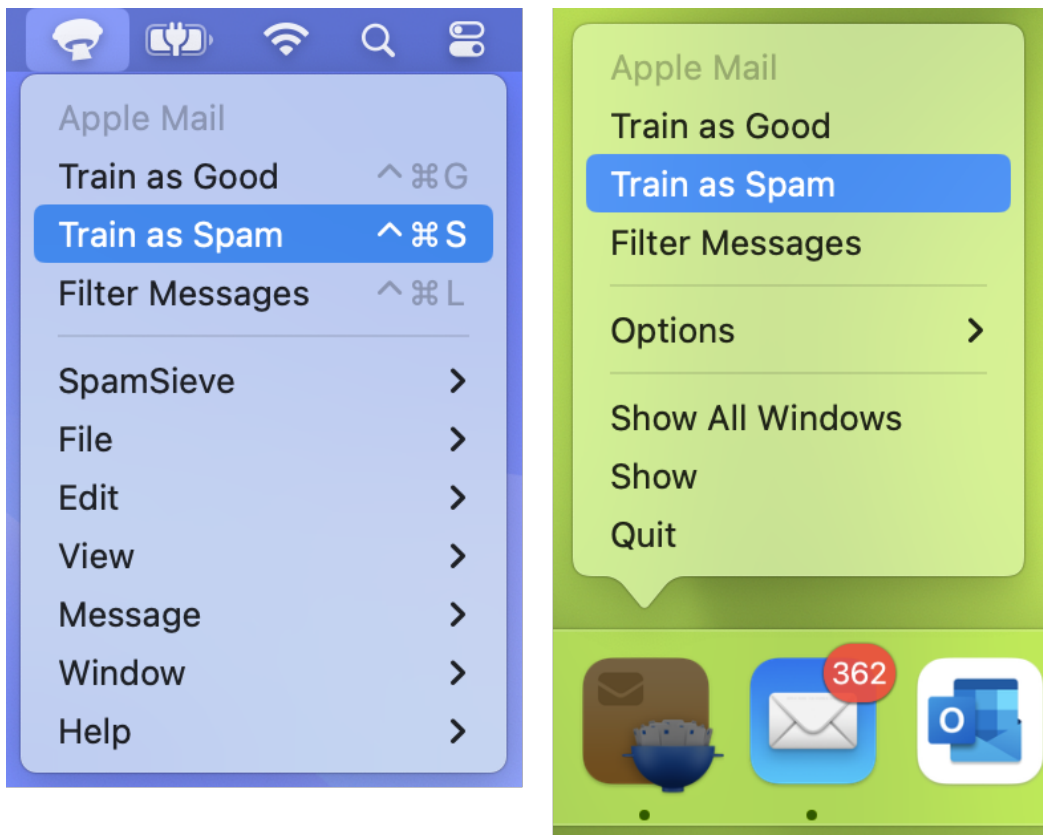 Apple Mail
Train as Good ^⌘G
Train as Spam ^⌘S
Filter Messages ^⌘L
SpamSieve
File
Edit
View
Message
Window
Help
Apple Mail
Train as Good
Train as Spam
Filter Messages
Options
Show All Windows
Show
Quit
362
O